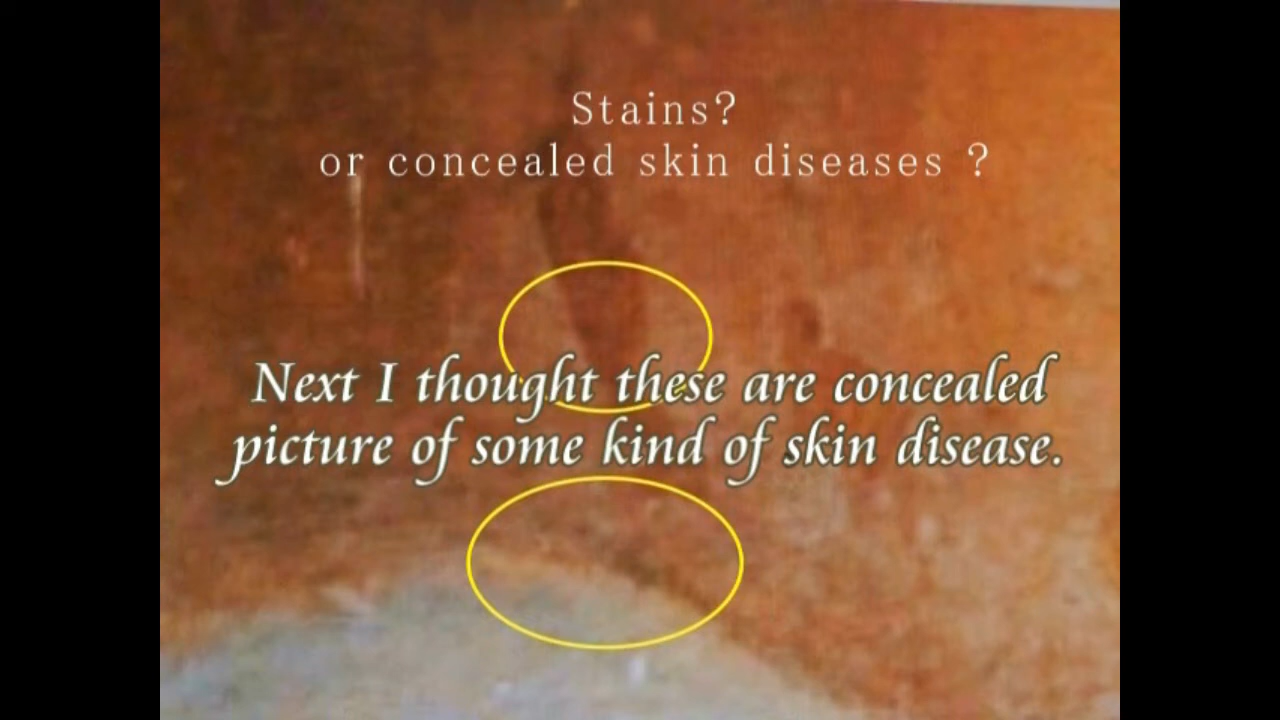 Stains?
or concealed skin diseases ?
Next I thought these are concealed
picture of some kind of skin disease.